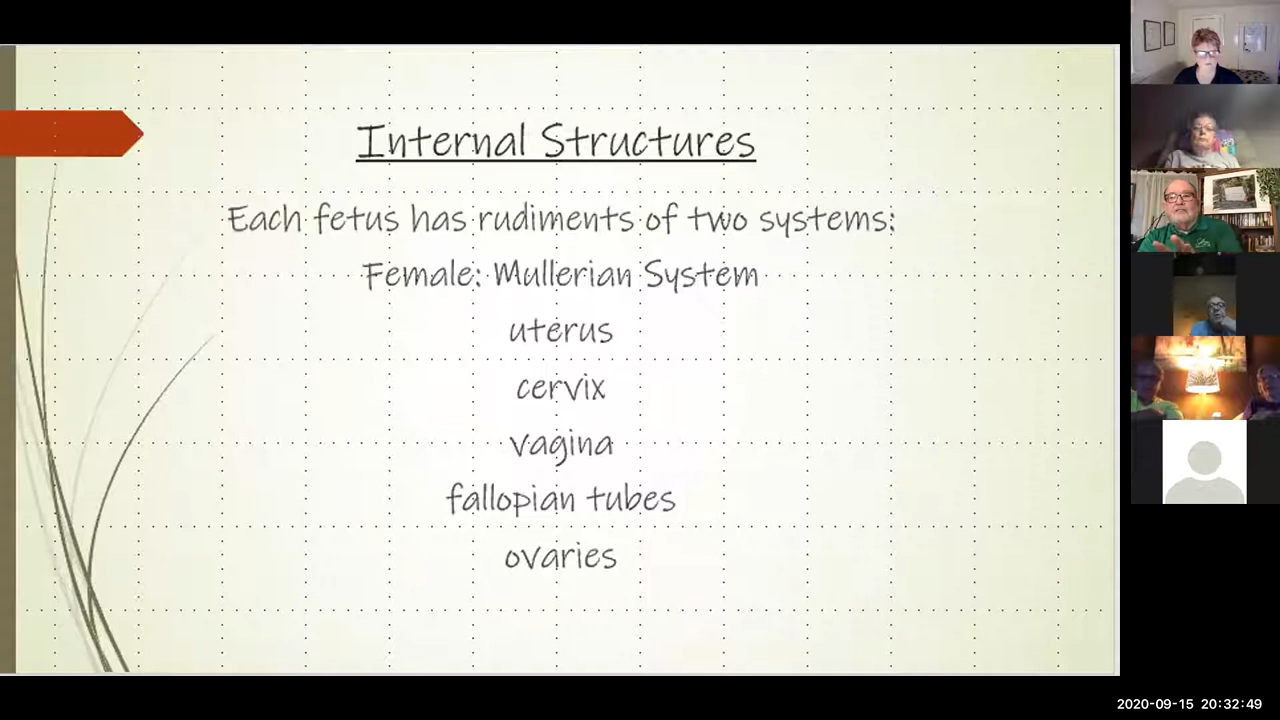 Internal Structures
Each fetus has rudiments of two systems:
Female: Mullerian System
uterus
cervix
vagina
fallopian tubes
ovaries
2020-09-15 20:32:49